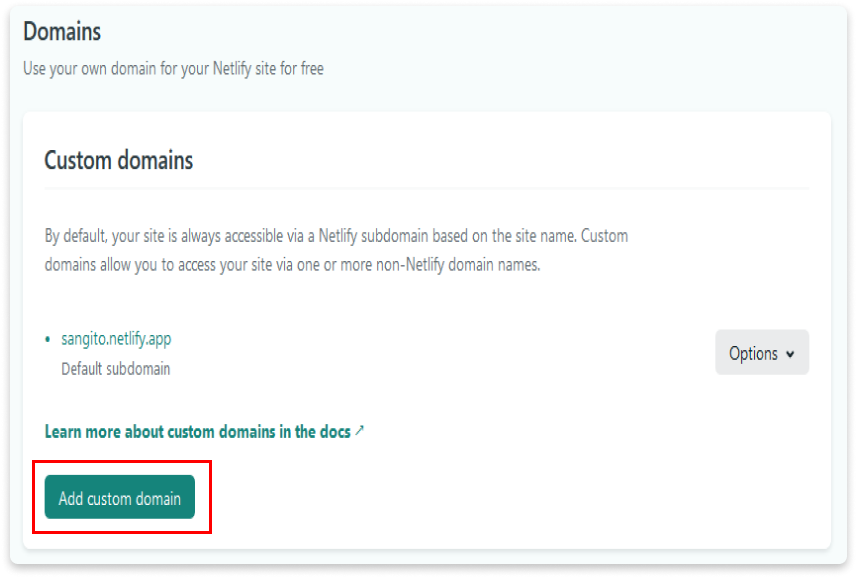 Domains
Use your own domain for your Netlify site for free
Custom domains
By default, your site is always accessible via a Netlify subdomain based on the site name. Custom
domains allow you to access your site via one or more non-Netlify domain names.
sangito.netlify.app
Default subdomain
Options
Learn more about custom domains in the docs ↗
Add custom domain